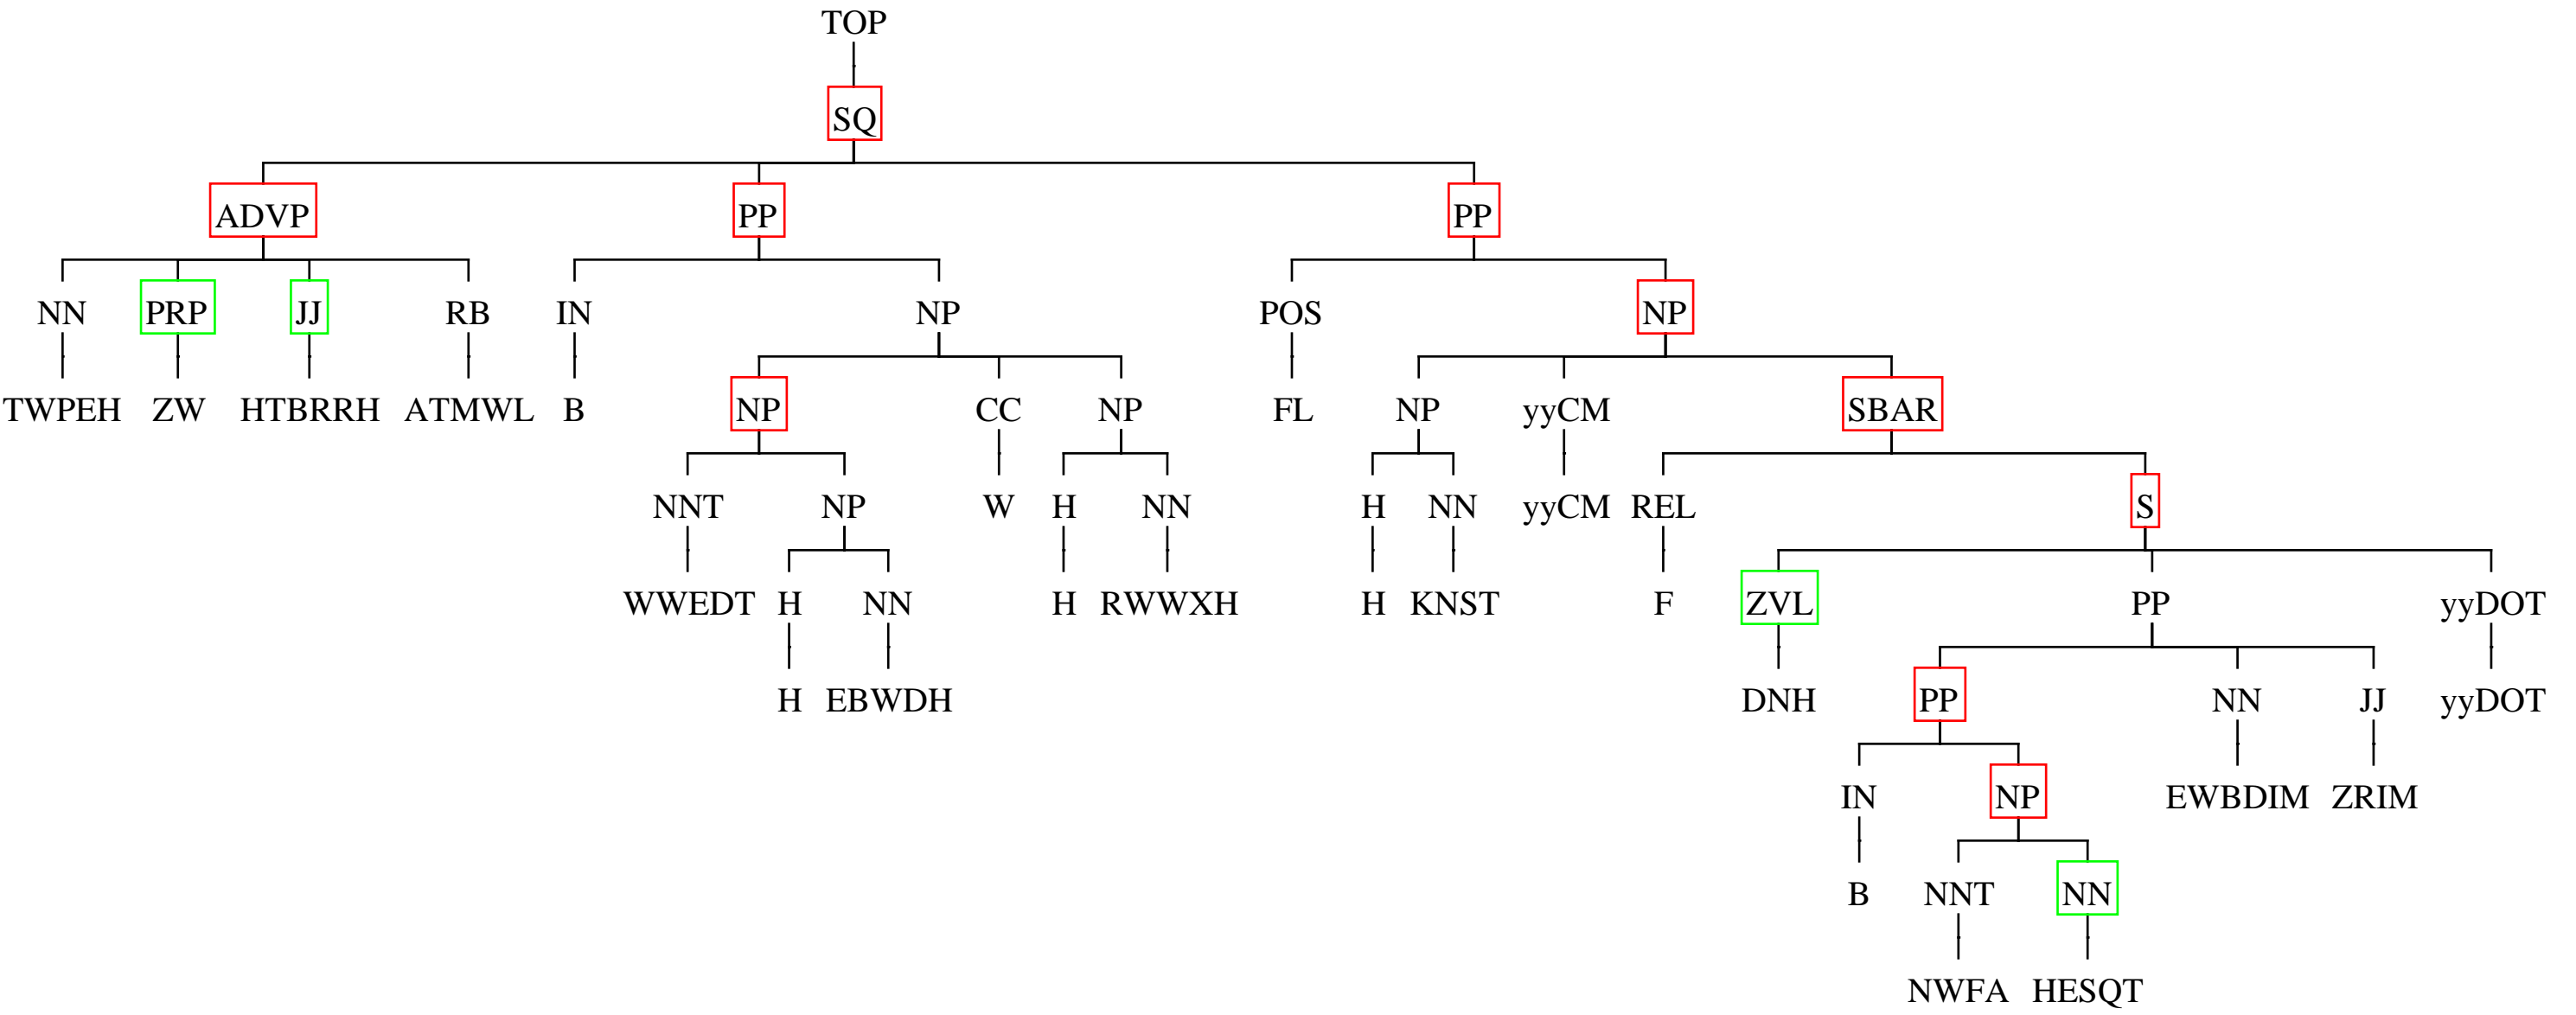 TOP
SQ
ADVP PP PP
NN PRP JJ RB IN NP POS NP
TWPEH ZW HTBRRH ATMWL B NP CC NP FL NP yyCM SBAR
NNT NP W H NN H NN yyCM REL S
WWEDT H NN H RWWXH H KNST F ZVL PP yyDOT
H EBWDH DNH PP NN JJ yyDOT
IN NP EWBDIM ZRIM
B NNT NN
NWFA HESQT